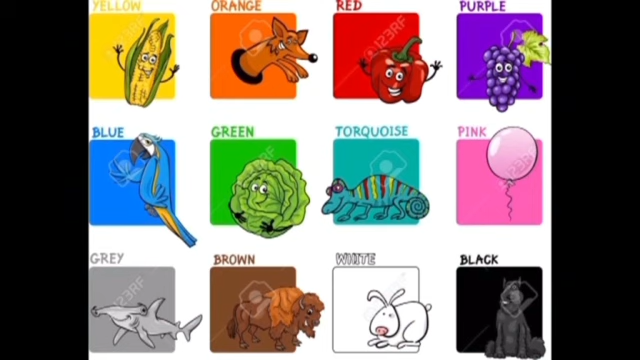 YELLOW ORANGE RED PURPLE
BLUE GREEN TORQUOISE PINK
GREY BROWN WHITE BLACK